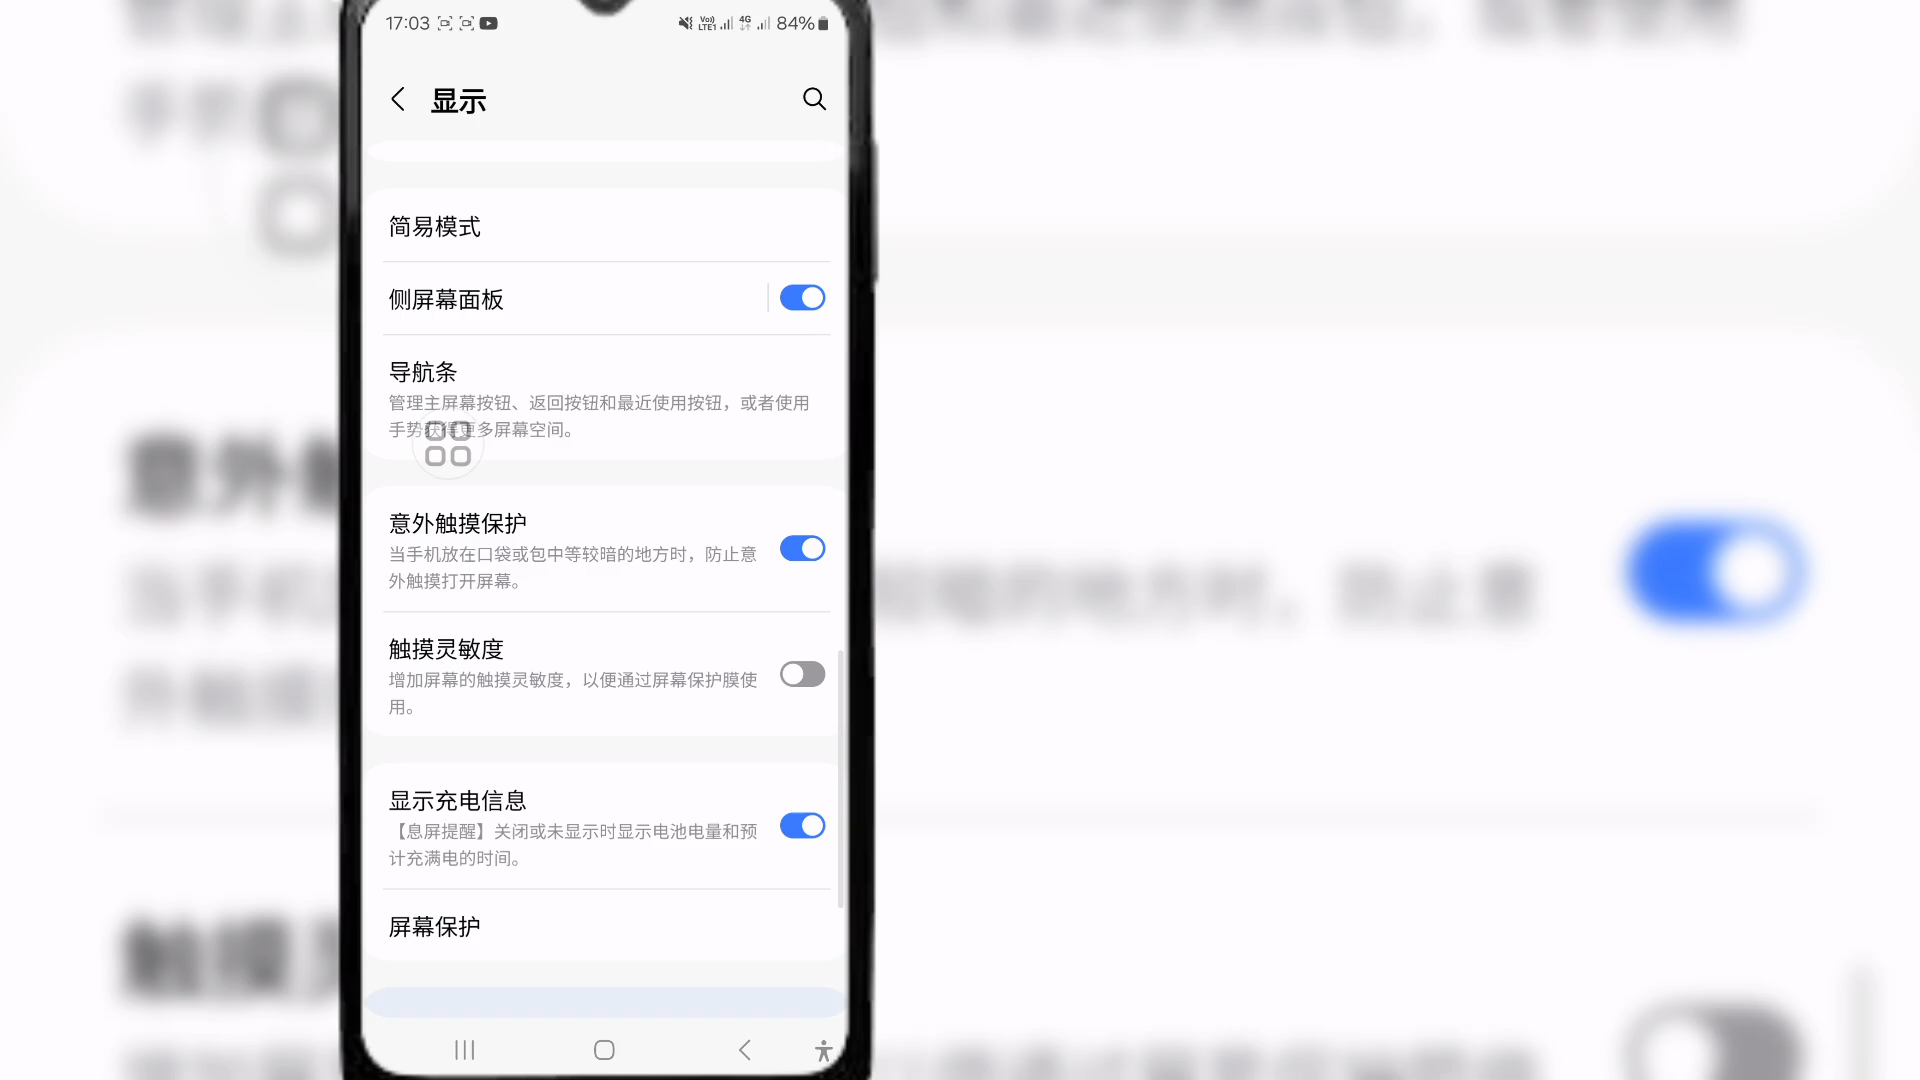 17:03
Vo))
LTE1
4G
84%
显示
简易模式
侧屏幕面板
导航条
管理主屏幕按钮、返回按钮和最近使用按钮，或者使用
手势获得更多屏幕空间。
意外触摸保护
当手机放在口袋或包中等较暗的地方时，防止意
外触摸打开屏幕。
触摸灵敏度
增加屏幕的触摸灵敏度，以便通过屏幕保护膜使
用。
显示充电信息
【息屏提醒】关闭或未显示时显示电池电量和预
计充满电的时间。
屏幕保护